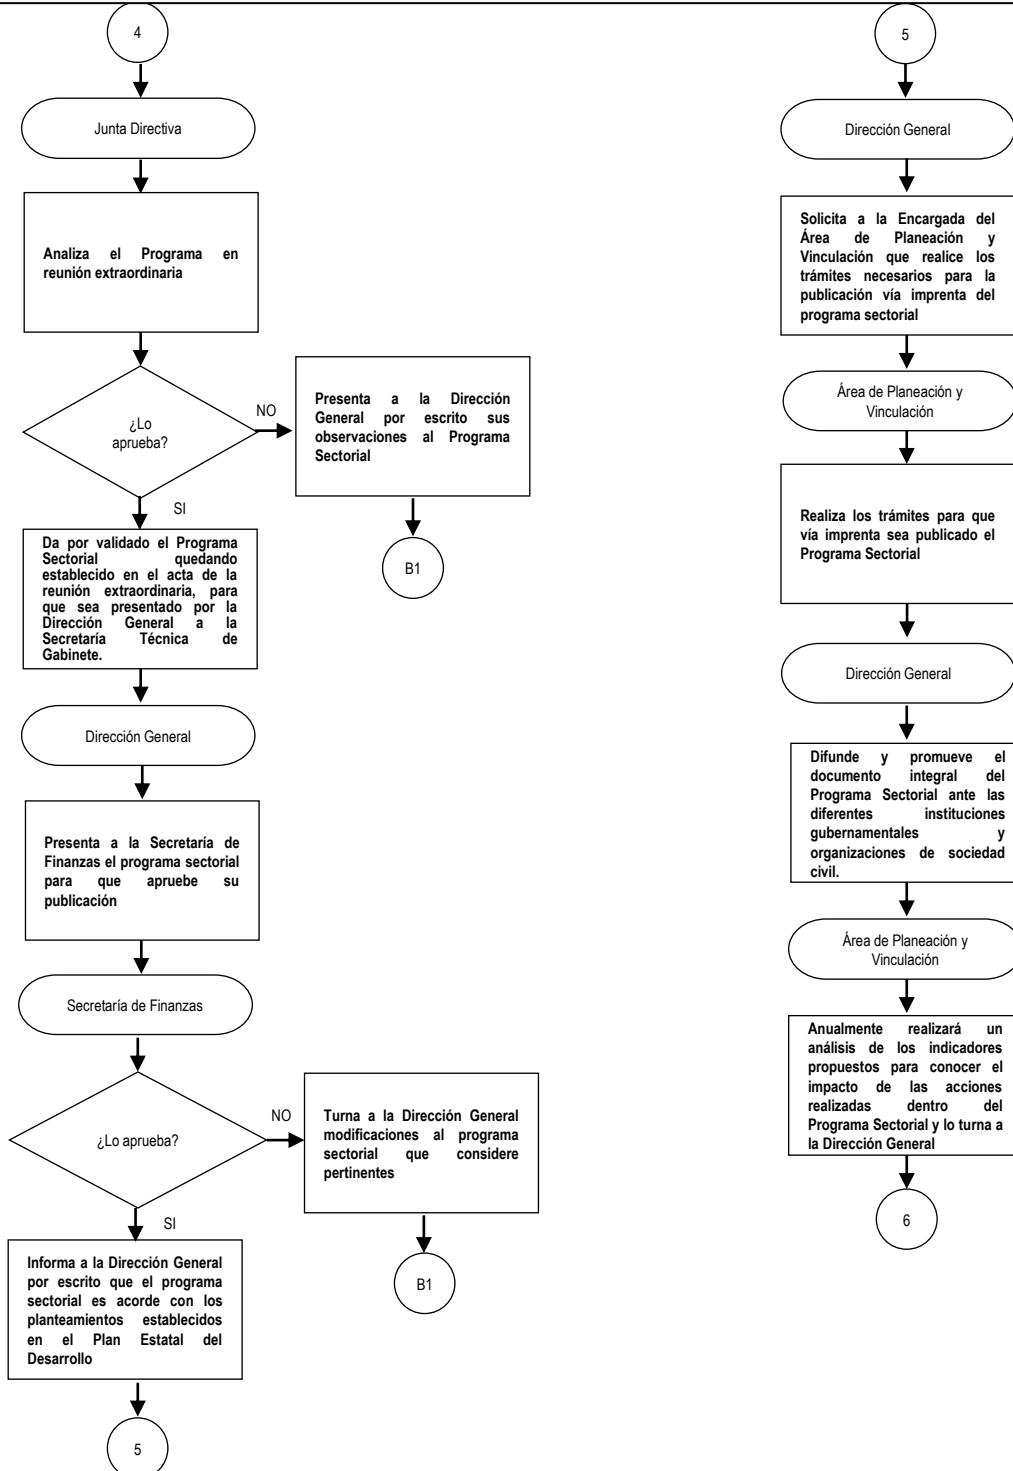 4
Junta Directiva
Analiza el Programa en
reunión extraordinaria
¿Lo
aprueba?
NO
Presenta a la Dirección
General por escrito sus
observaciones al Programa
Sectorial
B1
SI
Da por validado el Programa
Sectorial quedando
establecido en el acta de la
reunión extraordinaria, para
que sea presentado por la
Dirección General a la
Secretaría Técnica de
Gabinete.
Dirección General
Presenta a la Secretaría de
Finanzas el programa sectorial
para que apruebe su
publicación
Secretaría de Finanzas
¿Lo aprueba?
NO
Turna a la Dirección General
modificaciones al programa
sectorial que considere
pertinentes
B1
SI
Informa a la Dirección General
por escrito que el programa
sectorial es acorde con los
planteamientos establecidos
en el Plan Estatal del
Desarrollo
5
5
Dirección General
Solicita a la Encargada del
Área de Planeación y
Vinculación que realice los
trámites necesarios para la
publicación vía imprenta del
programa sectorial
Área de Planeación y
Vinculación
Realiza los trámites para que
vía imprenta sea publicado el
Programa Sectorial
Dirección General
Difunde y promueve el
documento integral del
Programa Sectorial ante las
diferentes instituciones
gubernamentales y
organizaciones de sociedad
civil.
Área de Planeación y
Vinculación
Anualmente realizará un
análisis de los indicadores
propuestos para conocer el
impacto de las acciones
realizadas dentro del
Programa Sectorial y lo turna a
la Dirección General
6